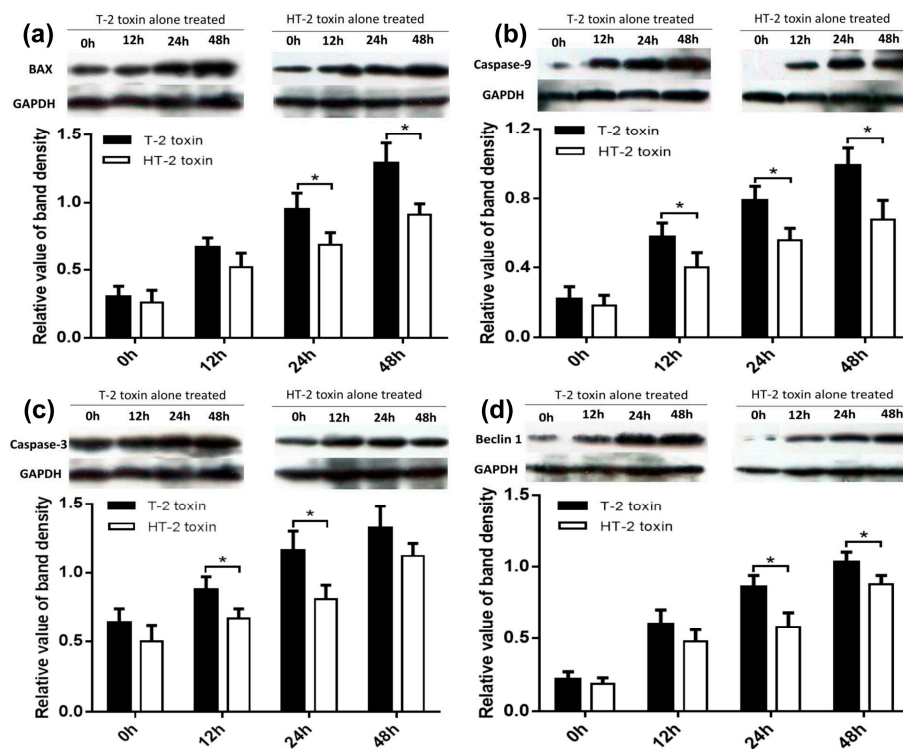 (a)
T-2 toxin alone treated
HT-2 toxin alone treated
0h 12h 24h 48h
0h 12h 24h 48h
BAX
GAPDH
Relative value of band density
1.5
1.0
0.5
0.0
T-2 toxin
HT-2 toxin
*
*
0h 12h 24h 48h
(b)
T-2 toxin alone treated
HT-2 toxin alone treated
0h 12h 24h 48h
0h 12h 24h 48h
Caspase-9
GAPDH
Relative value of band density
1.2
0.8
0.4
0.0
T-2 toxin
HT-2 toxin
*
*
*
0h 12h 24h 48h
(c)
T-2 toxin alone treated
HT-2 toxin alone treated
0h 12h 24h 48h
0h 12h 24h 48h
Caspase-3
GAPDH
Relative value of band density
1.5
1.0
0.5
0.0
T-2 toxin
HT-2 toxin
*
*
0h 12h 24h 48h
(d)
T-2 toxin alone treated
HT-2 toxin alone treated
0h 12h 24h 48h
0h 12h 24h 48h
Beclin 1
GAPDH
Relative value of band density
1.5
1.0
0.5
0.0
T-2 toxin
HT-2 toxin
*
*
0h 12h 24h 48h